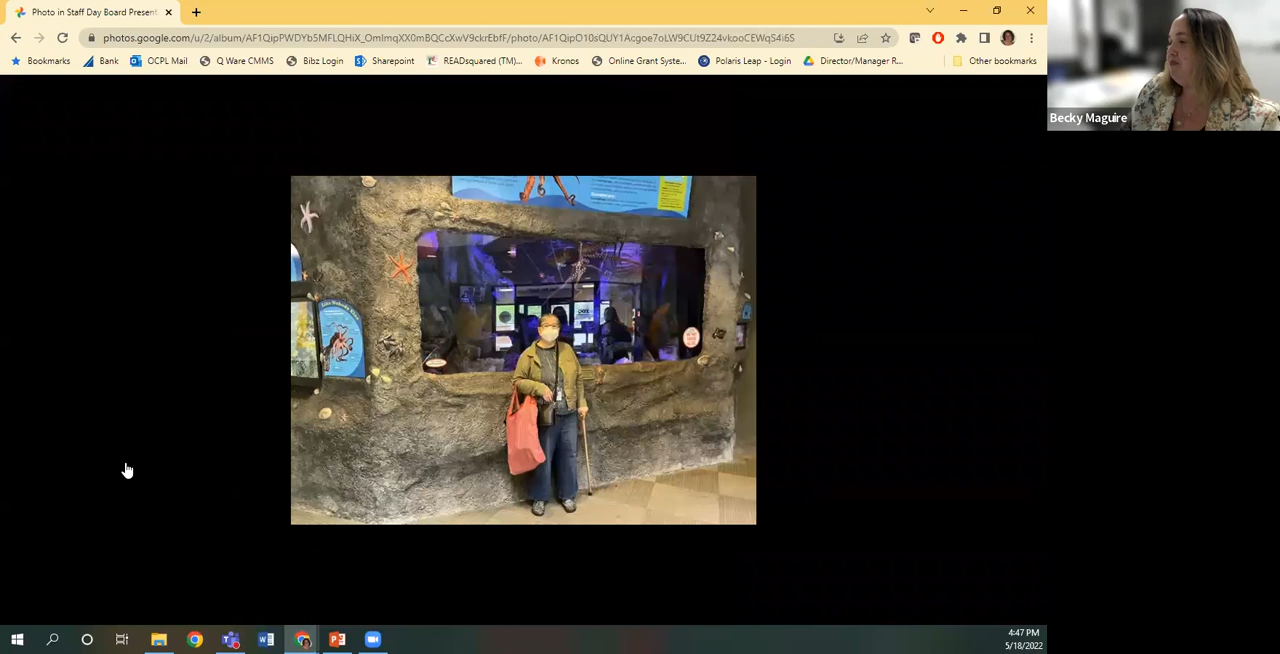 Photo in Staff Day Board Present
photos.google.com/u/2/album/AF1QipPWDYb5MFLQHiX_OmImqXX0mBQCcXwV9ckrEbfF/photo/AF1QipO10sQUY1Acgoe7oLW9CUt9Z24vkooCEWqS4i6S
Bookmarks Bank OCPL Mail Q Ware CMMS Bibz Login Sharepoint READsquared (TM)... Kronos Online Grant Syste... Polaris Leap - Login Director/Manager R... Other bookmarks
Becky Maguire
4:47 PM
5/18/2022